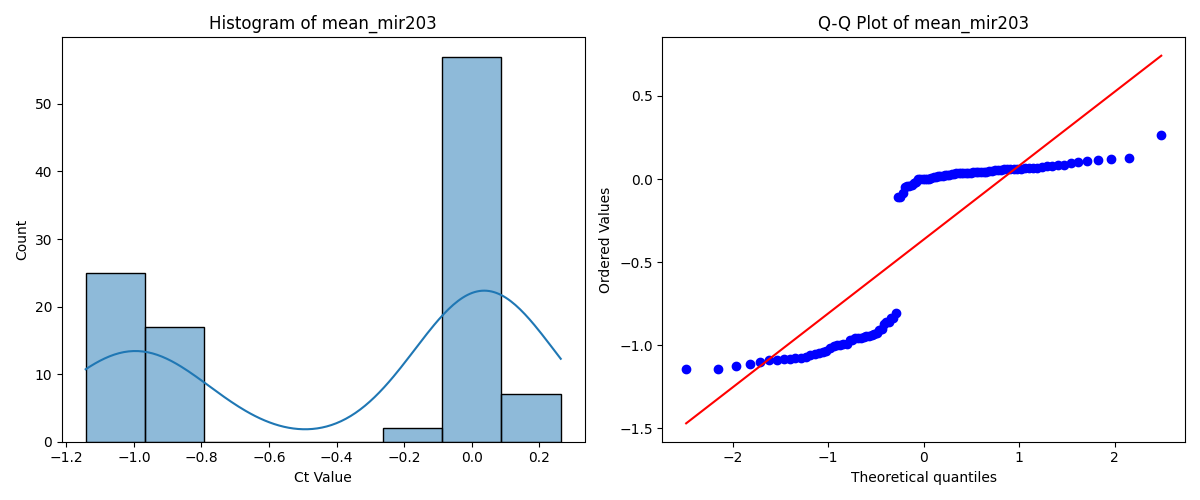 Histogram of mean_mir203
Count
50
40
30
20
10
0
−1.2 −1.0 −0.8 −0.6 −0.4 −0.2 0.0 0.2
Ct Value
Q-Q Plot of mean_mir203
Ordered Values
0.5
0.0
−0.5
−1.0
−1.5
−2 −1 0 1 2
Theoretical quantiles